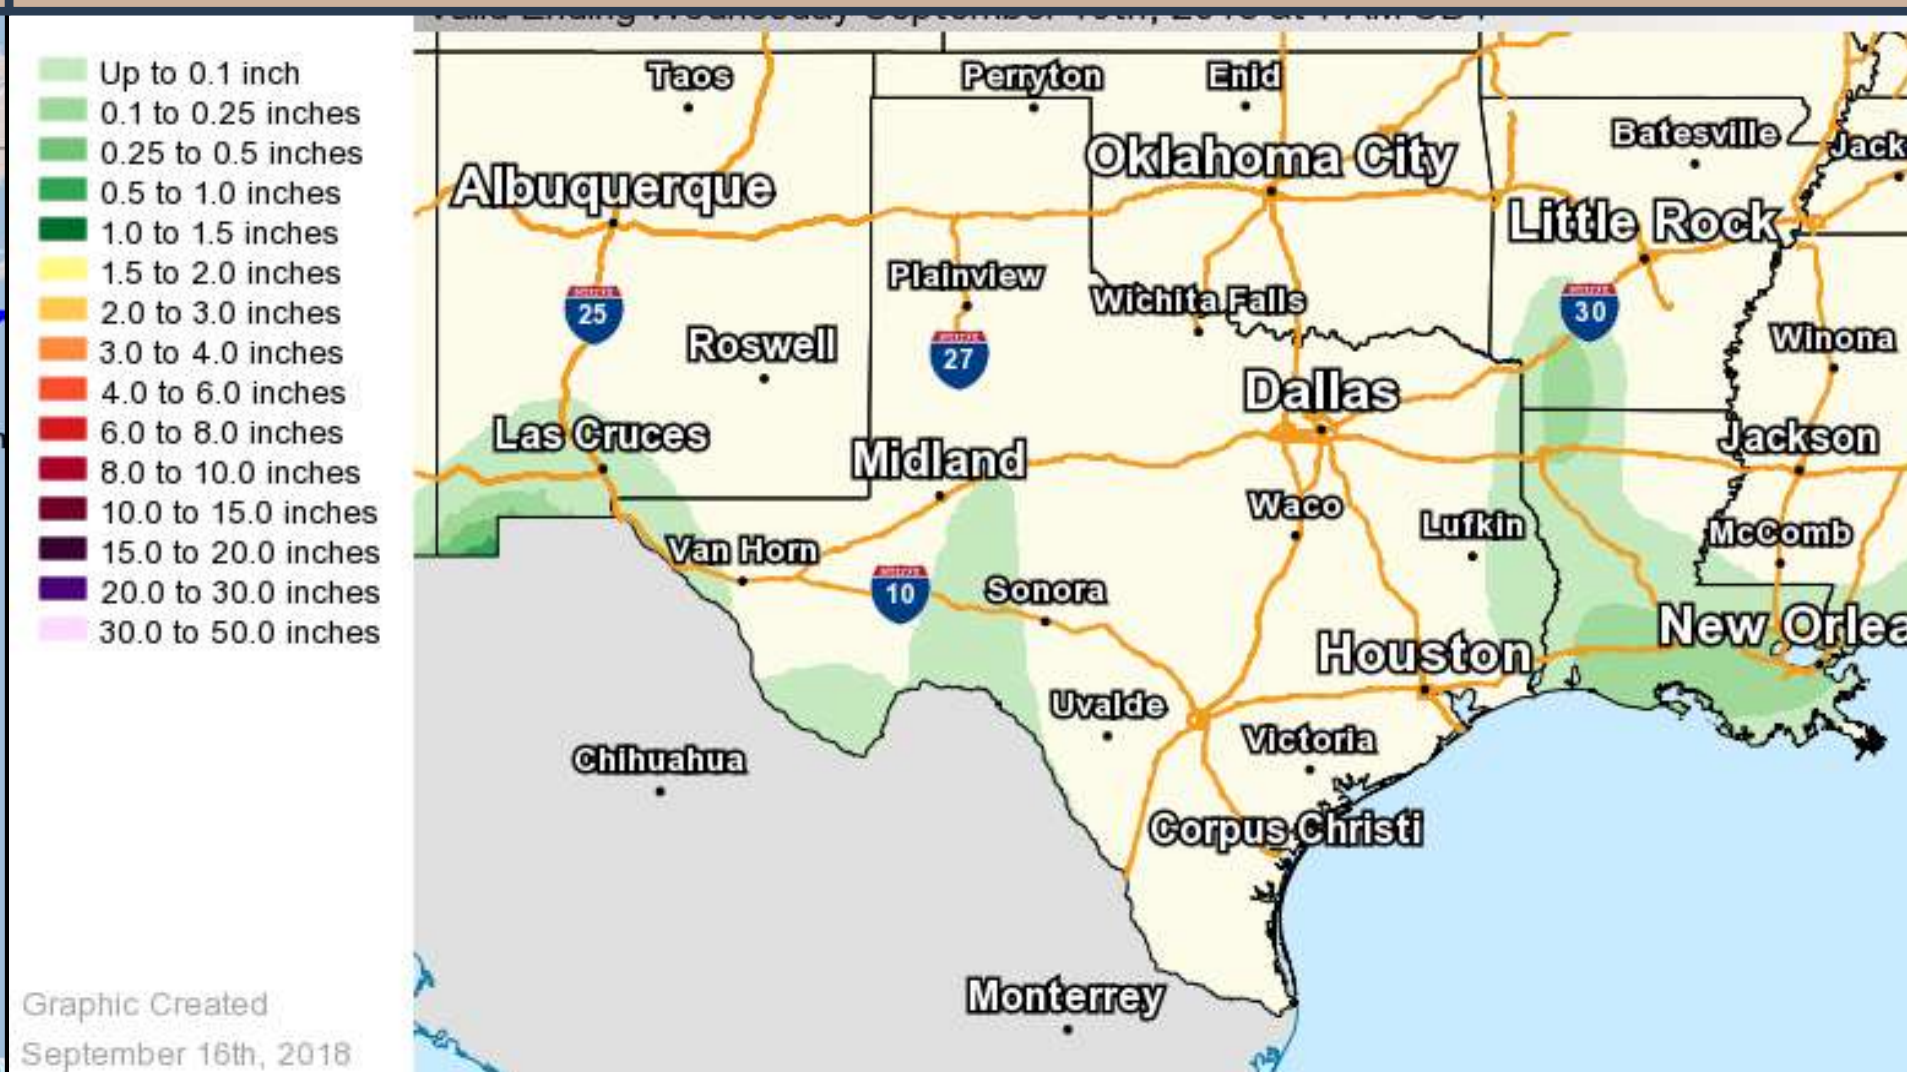 Up to 0.1 inch
0.1 to 0.25 inches
0.25 to 0.5 inches
0.5 to 1.0 inches
1.0 to 1.5 inches
1.5 to 2.0 inches
2.0 to 3.0 inches
3.0 to 4.0 inches
4.0 to 6.0 inches
6.0 to 8.0 inches
8.0 to 10.0 inches
10.0 to 15.0 inches
15.0 to 20.0 inches
20.0 to 30.0 inches
30.0 to 50.0 inches
Graphic Created
September 16th, 2018
Taos
Perryton
Enid
Batesville
Jack
Oklahoma City
Albuquerque
Little Rock
Plainview
Wichita Falls
25
30
Roswell
27
Winona
Dallas
Las Cruces
Midland
Jackson
Waco
Lufkin
McComb
Van Horn
10
Sonora
New Orlea
Houston
Uvalde
Victoria
Chihuahua
Corpus Christi
Monterrey